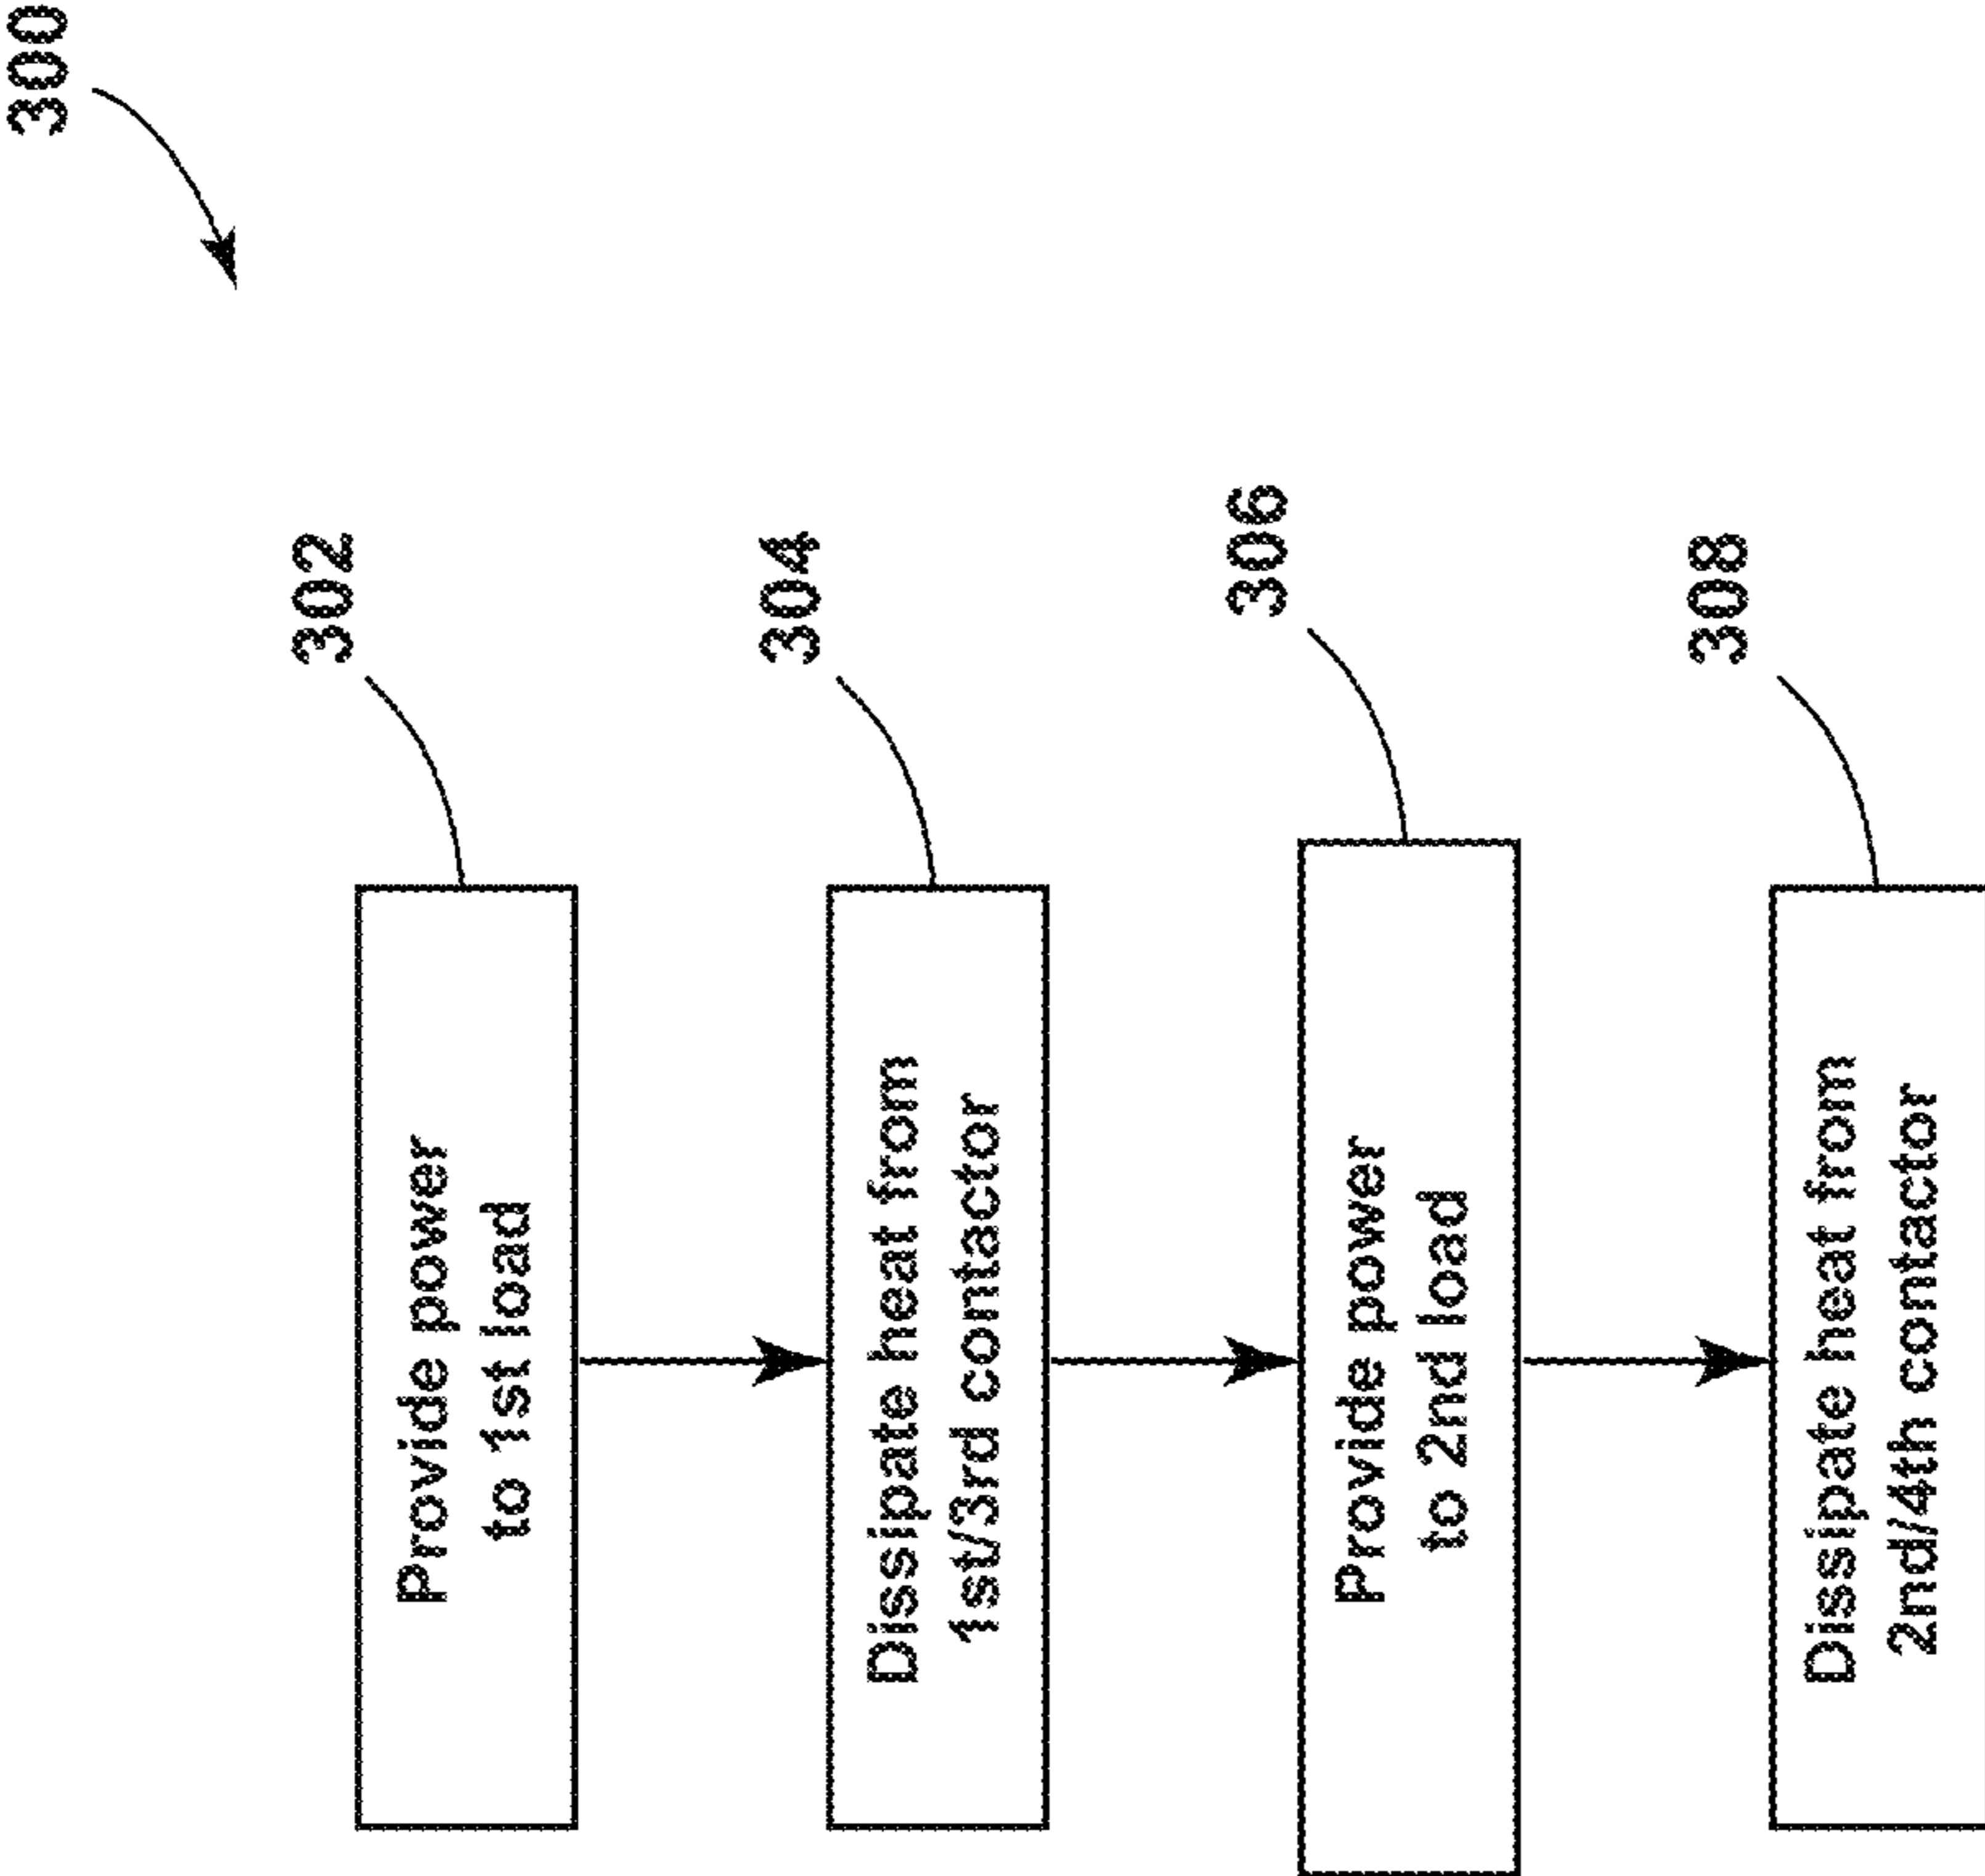 300
302
Provide power
to 1st load
304
Dissipate heat from
1st/3rd contactor
306
Provide power
to 2nd load
308
Dissipate heat from
2nd/4th contactor